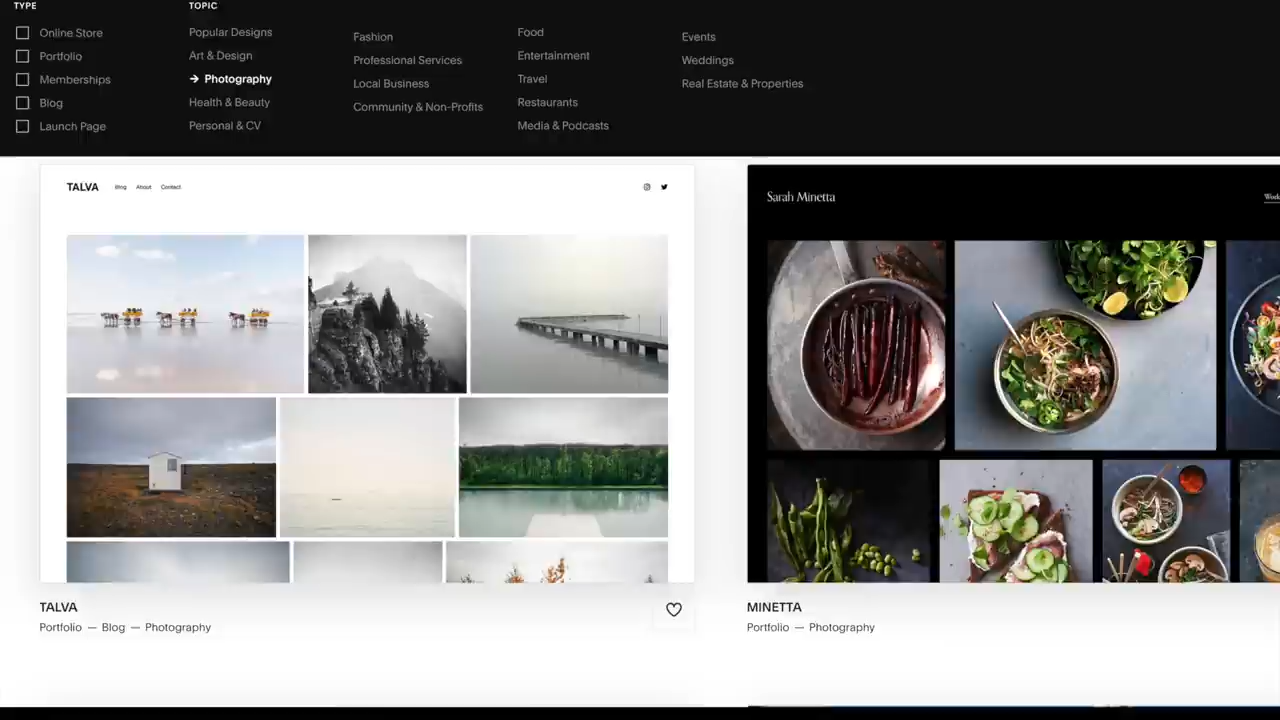 TYPE
Online Store
Portfolio
Memberships
Blog
Launch Page
TOPIC
Popular Designs
Art & Design
→ Photography
Health & Beauty
Personal & CV
Fashion
Professional Services
Local Business
Community & Non-Profits
Food
Entertainment
Travel
Restaurants
Media & Podcasts
Events
Weddings
Real Estate & Properties
TALVA Blog About Contact
Sarah Minetta
TALVA
Portfolio — Blog — Photography
MINETTA
Portfolio — Photography